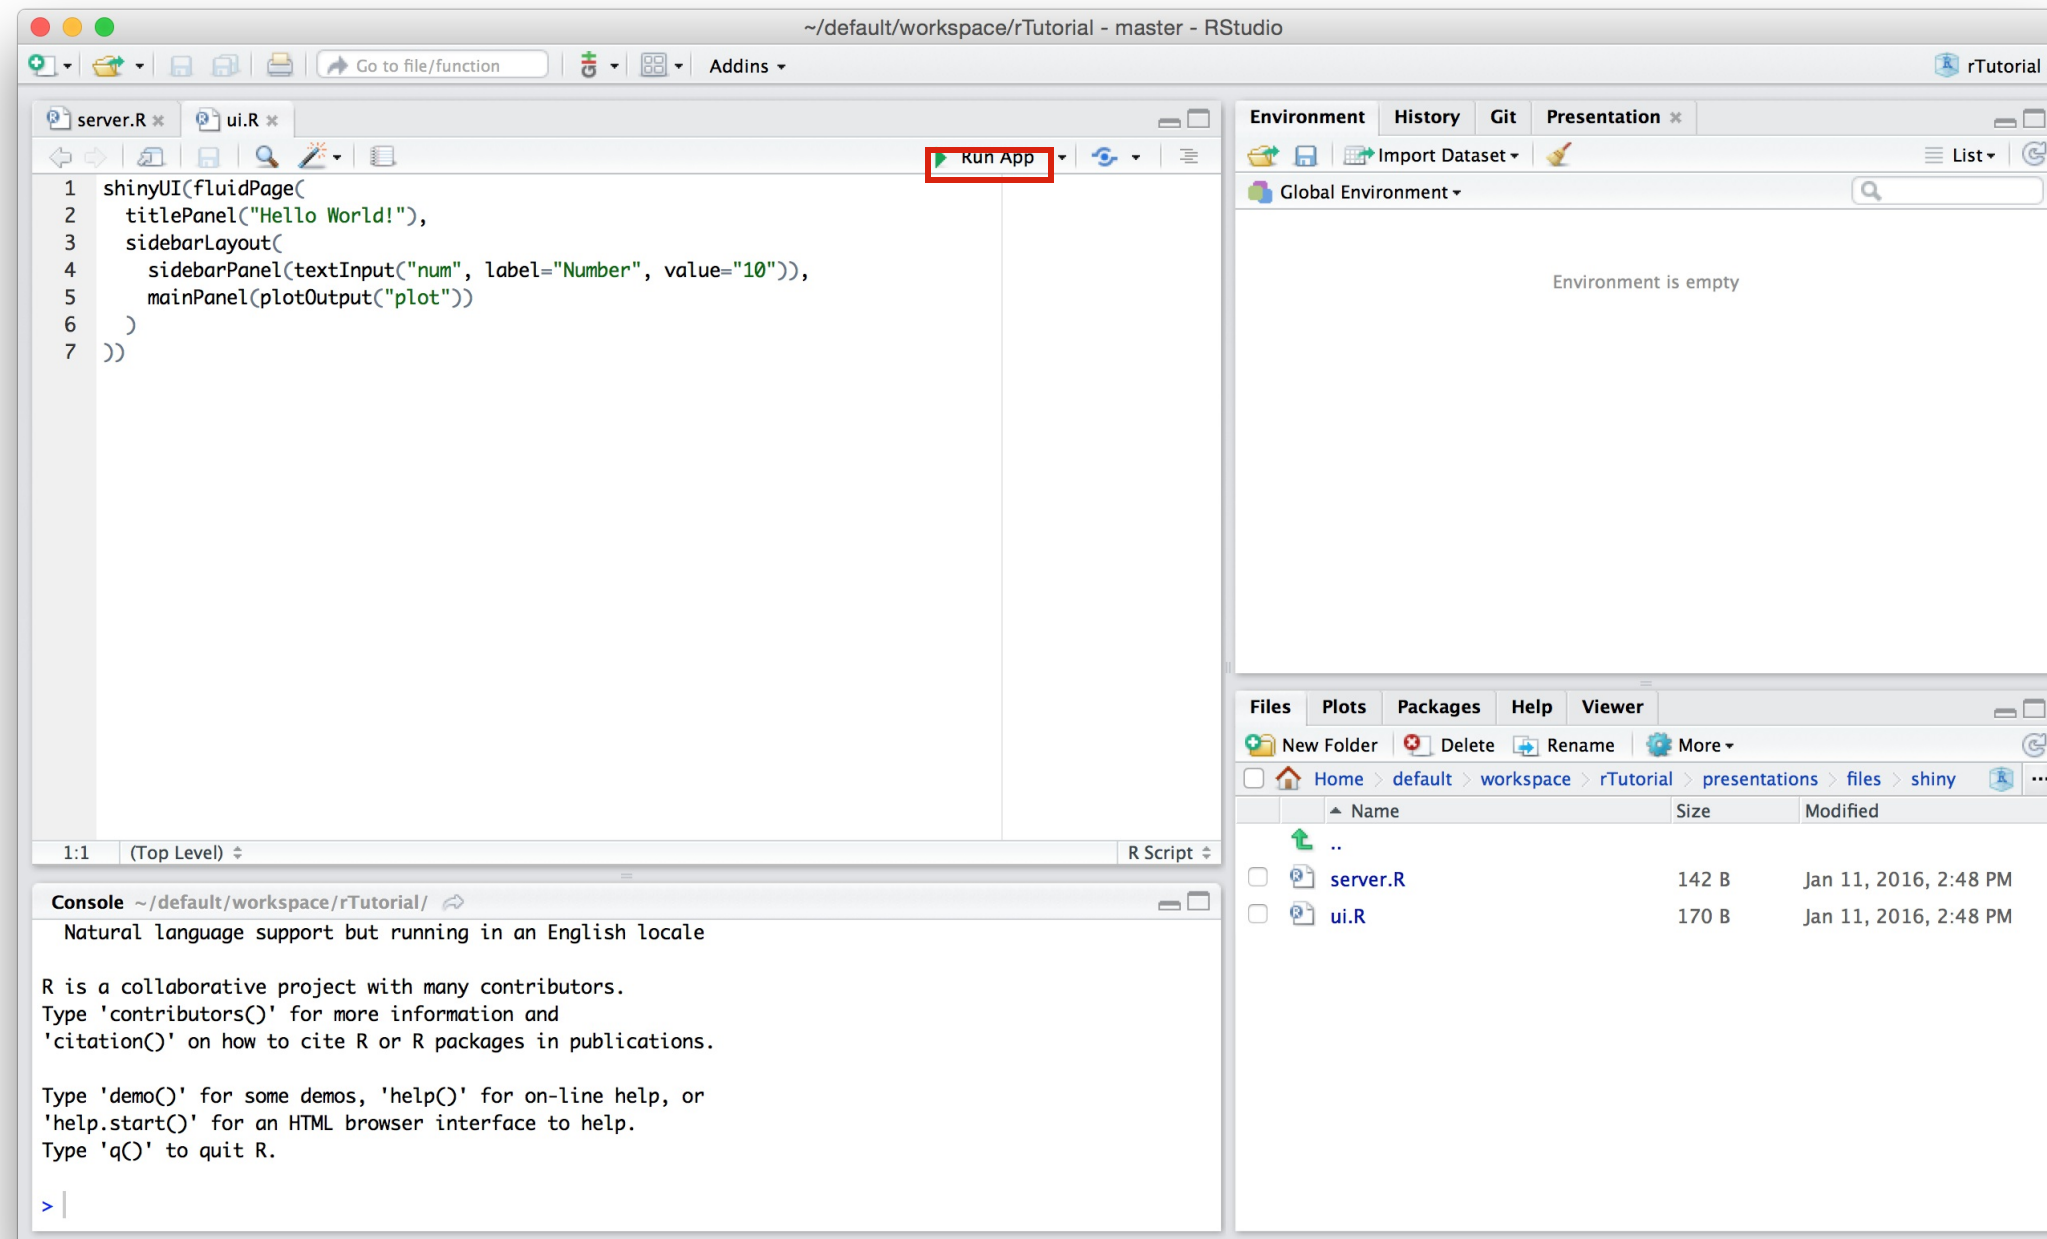 ~/default/workspace/rTutorial - master - RStudio
Go to file/function
Addins
rTutorial
server.R
ui.R
Run App
1 shinyUI(fluidPage(
2 titlePanel("Hello World!"),
3 sidebarLayout(
4 sidebarPanel(textInput("num", label="Number", value="10")),
5 mainPanel(plotOutput("plot"))
6 )
7 ))
1:1 (Top Level) R Script
Console ~/default/workspace/rTutorial/
Natural language support but running in an English locale
R is a collaborative project with many contributors.
Type 'contributors()' for more information and
'citation()' on how to cite R or R packages in publications.
Type 'demo()' for some demos, 'help()' for on-line help, or
'help.start()' for an HTML browser interface to help.
Type 'q()' to quit R.
>
Environment History Git Presentation
Import Dataset List
Global Environment
Environment is empty
Files Plots Packages Help Viewer
New Folder Delete Rename More
Home default workspace rTutorial presentations files shiny ...
Name Size Modified
..
server.R 142 B Jan 11, 2016, 2:48 PM
ui.R 170 B Jan 11, 2016, 2:48 PM